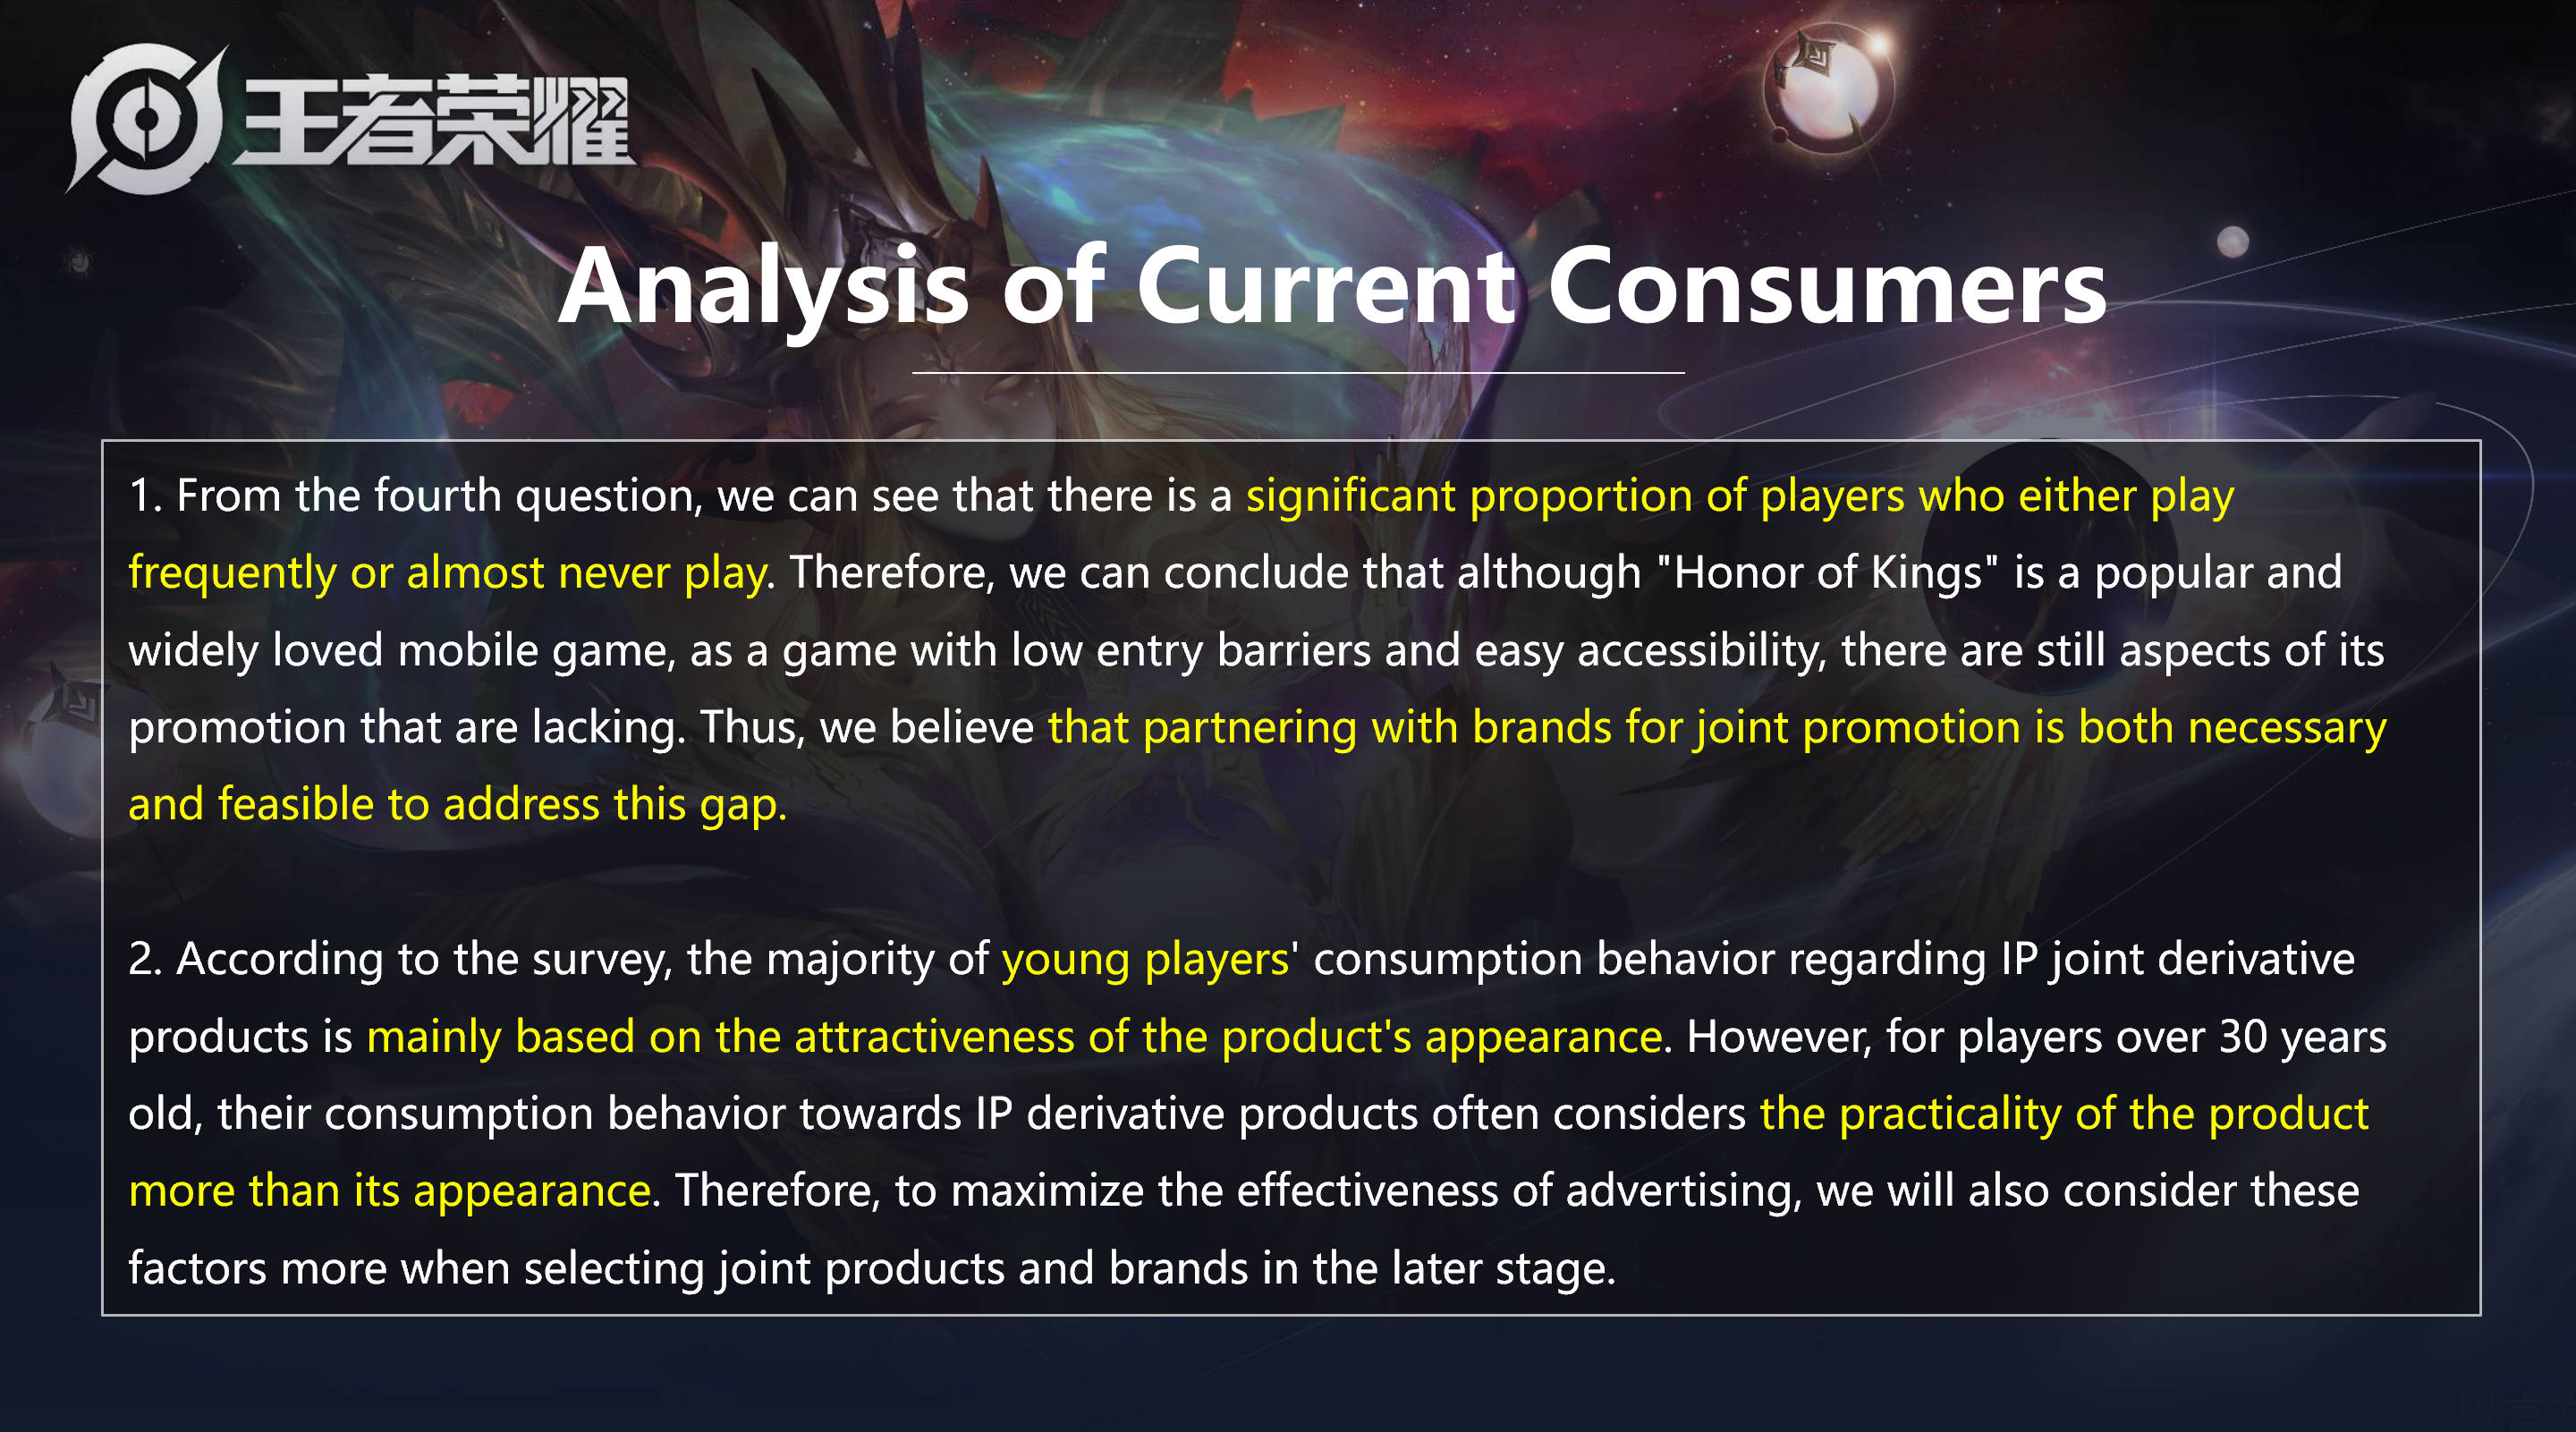 王者荣耀
Analysis of Current Consumers
1. From the fourth question, we can see that there is a significant proportion of players who either play
frequently or almost never play. Therefore, we can conclude that although "Honor of Kings" is a popular and
widely loved mobile game, as a game with low entry barriers and easy accessibility, there are still aspects of its
promotion that are lacking. Thus, we believe that partnering with brands for joint promotion is both necessary
and feasible to address this gap.
2. According to the survey, the majority of young players' consumption behavior regarding IP joint derivative
products is mainly based on the attractiveness of the product's appearance. However, for players over 30 years
old, their consumption behavior towards IP derivative products often considers the practicality of the product
more than its appearance. Therefore, to maximize the effectiveness of advertising, we will also consider these
factors more when selecting joint products and brands in the later stage.